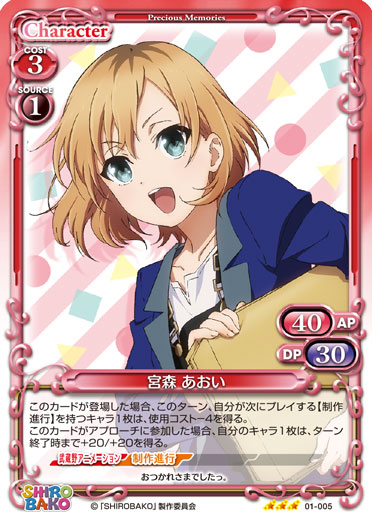 Precious Memories
Character
COST
3
SOURCE
1
40 AP
DP 30
宮森 あおい
このカードが登場した場合、このターン、自分が次にプレイする【制作
進行】を持つキャラ1枚は、使用コスト-4を得る。
このカードがアプローチに参加した場合、自分のキャラ1枚は、ターン
終了時まで+20/+20を得る。
武蔵野アニメーション 制作進行
おつかれさまでしたっ。
SHIRO
BAKO
© 「SHIROBAKO」製作委員会
★★★ 01-005